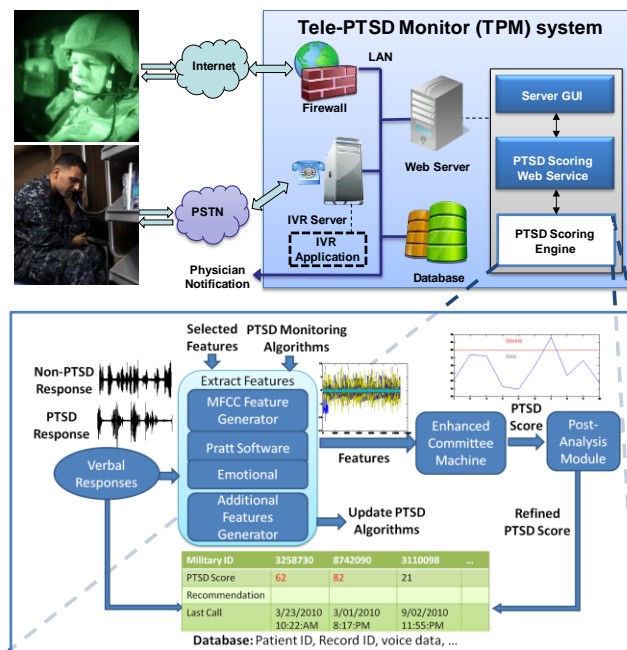 Tele-PTSD Monitor (TPM) system
Internet
LAN
Firewall
Server GUI
Web Server
PTSD Scoring
Web Service
PSTN
IVR Server
IVR
Application
PTSD Scoring
Engine
Database
Physician
Notification
Selected
Features
PTSD Monitoring
Algorithms
Severe
Non-PTSD
Response
Extract Features
MFCC Feature
Generator
PTSD
Response
Pratt Software
Emotional
Additional
Features
Generator
Verbal
Responses
Features
Enhanced
Committee
Machine
PTSD
Score
Post-
Analysis
Module
Update PTSD
Algorithms
Refined
PTSD Score
Military ID 3258730 8742090 3110098 ...
PTSD Score 62 82 21
Recommendation
Last Call 3/23/2010 3/01/2010 9/02/2010
10:22:AM 8:17:PM 11:55:PM
Database: Patient ID, Record ID, voice data, ...